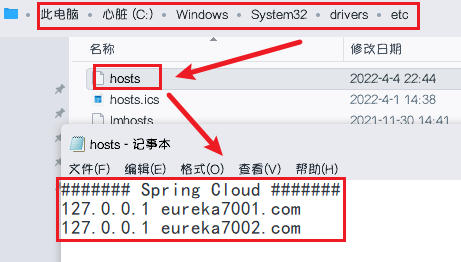 此电脑 › 心脏 (C:) › Windows › System32 › drivers › etc
名称 修改日期
hosts 2022-4-4 22:44
hosts.ics 2022-4-1 14:38
lmhosts 2021-11-30 14:41
hosts - 记事本
文件(F) 编辑(E) 格式(O) 查看(V) 帮助(H)
####### Spring Cloud #######
127.0.0.1 eureka7001.com
127.0.0.1 eureka7002.com